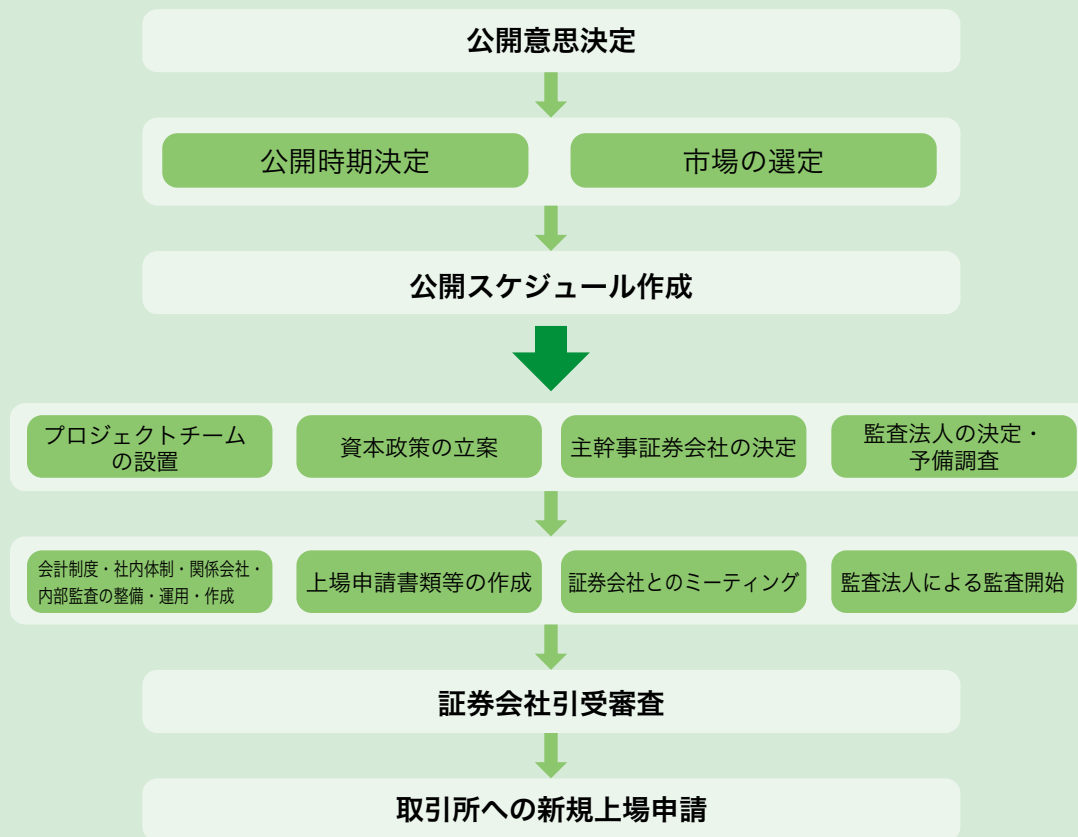 公開意思決定
公開時期決定
市場の選定
公開スケジュール作成
プロジェクトチーム
の設置
資本政策の立案
主幹事証券会社の決定
監査法人の決定・
予備調査
会計制度・社内体制・関係会社・
内部監査の整備・運用・作成
上場申請書類等の作成
証券会社とのミーティング
監査法人による監査開始
証券会社引受審査
取引所への新規上場申請